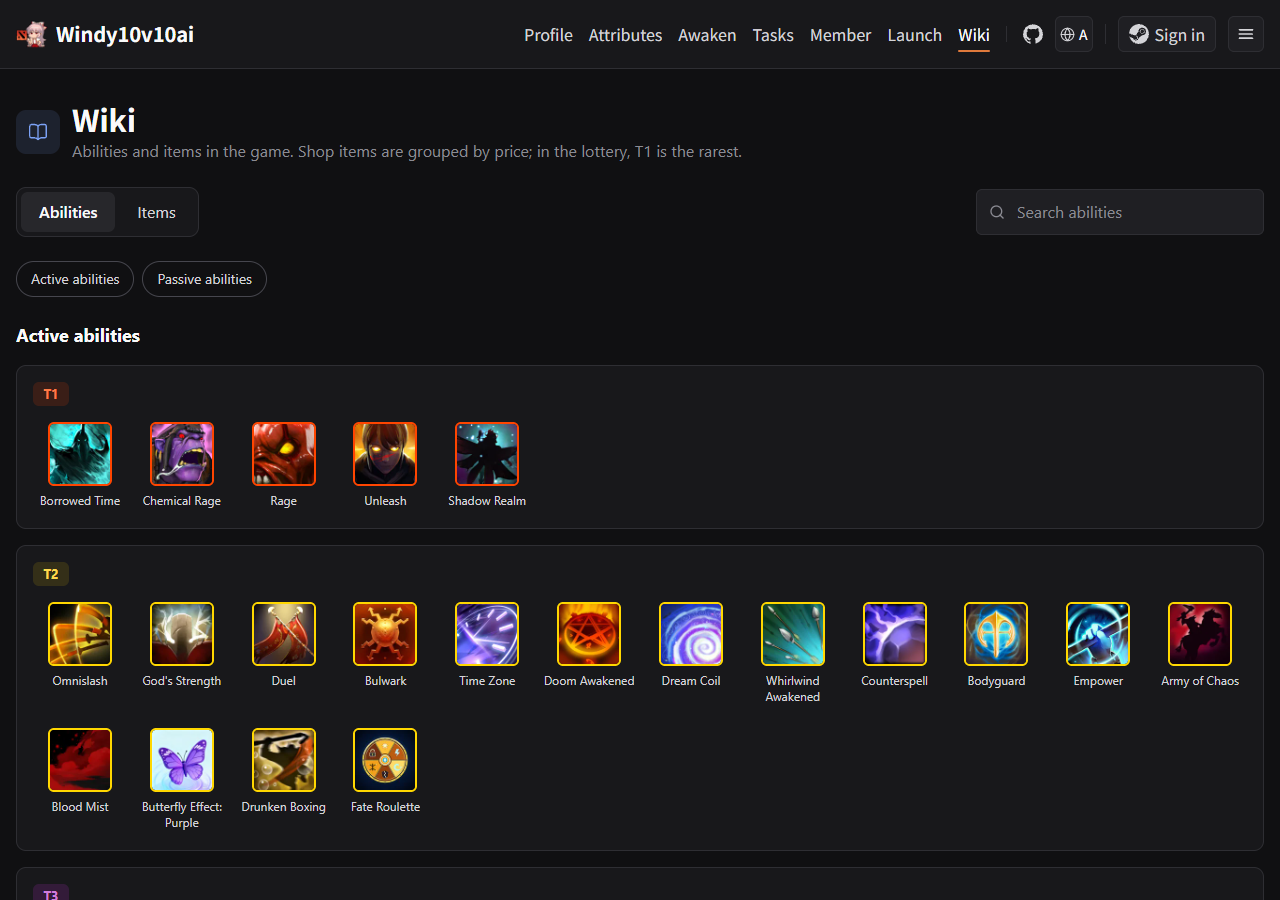 Windy10v10ai
Profile Attributes Awaken Tasks Member Launch Wiki A Sign in
Wiki
Abilities and items in the game. Shop items are grouped by price; in the lottery, T1 is the rarest.
Abilities Items Search abilities
Active abilities Passive abilities
Active abilities
T1
Borrowed Time Chemical Rage Rage Unleash Shadow Realm
T2
Omnislash God's Strength Duel Bulwark Time Zone Doom Awakened Dream Coil Whirlwind Awakened Counterspell Bodyguard Empower Army of Chaos
Blood Mist Butterfly Effect: Purple Drunken Boxing Fate Roulette
T3